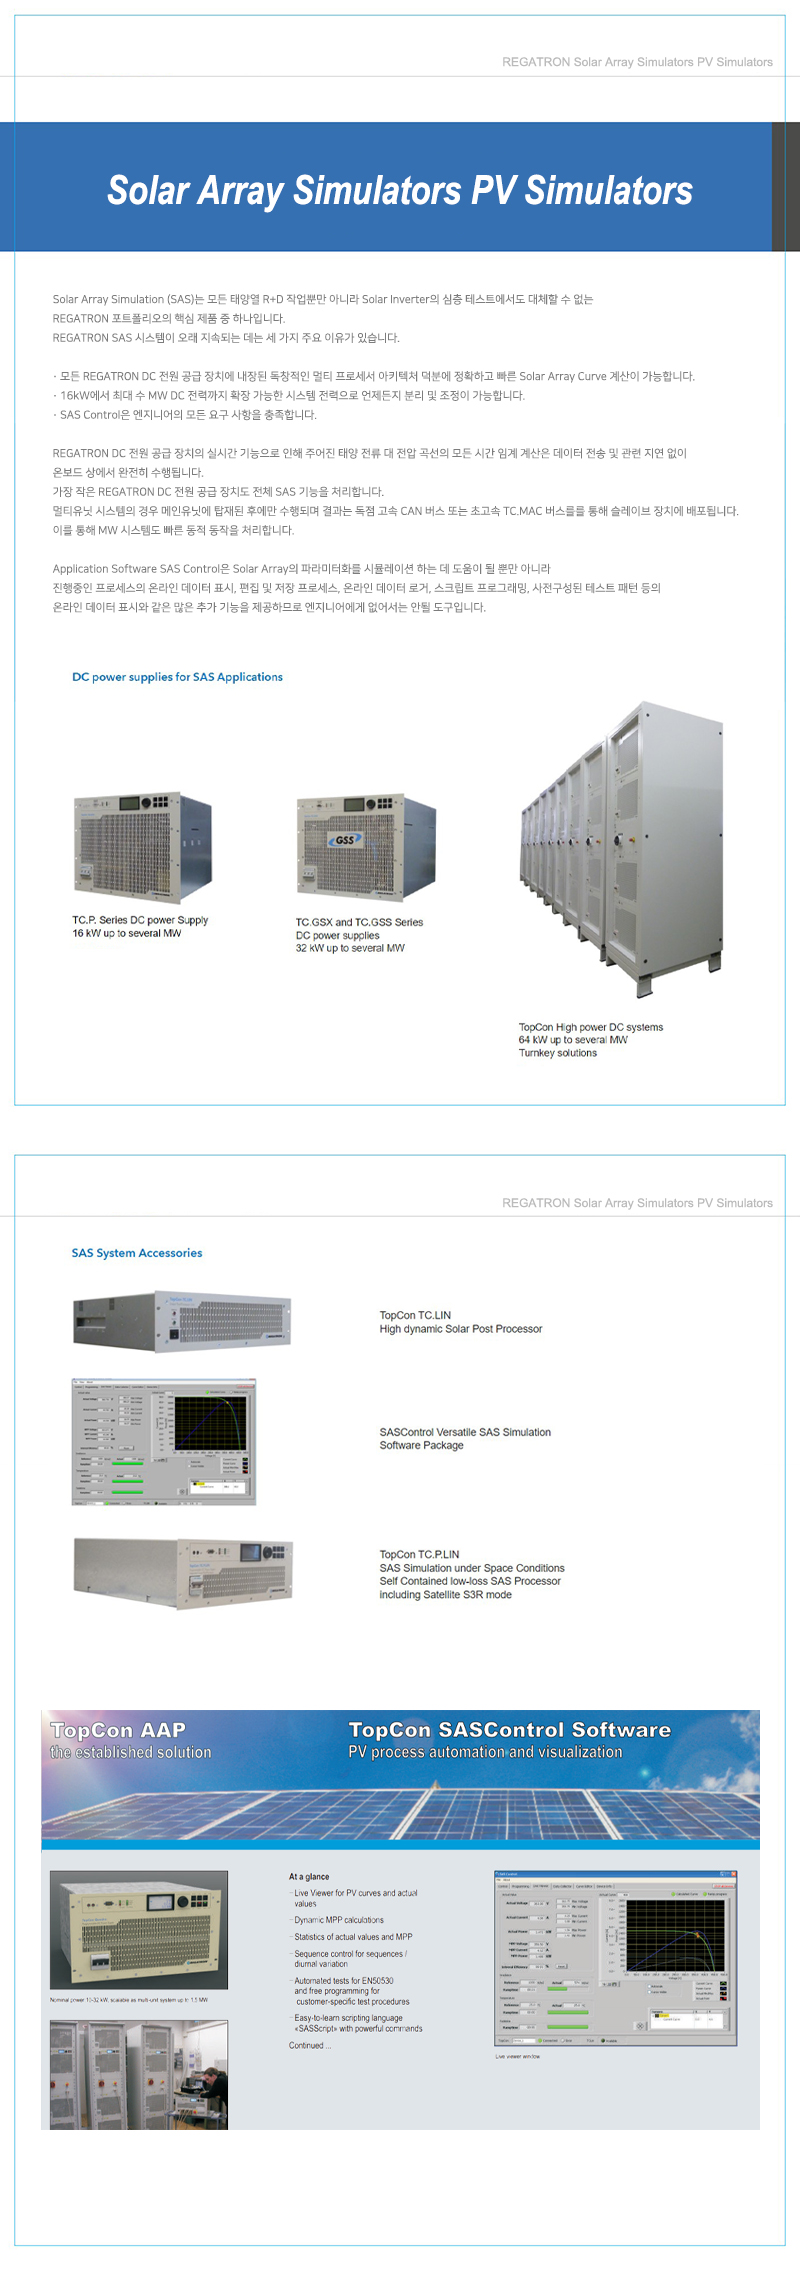 REGATRON Solar Array Simulators PV Simulators
Solar Array Simulators PV Simulators
Solar Array Simulation (SAS)는 모든 태양열 R+D 작업뿐만 아니라 Solar Inverter의 심층 테스트에서도 대체할 수 없는
REGATRON 포트폴리오의 핵심 제품 중 하나입니다.
REGATRON SAS 시스템이 오래 지속되는 데는 세 가지 주요 이유가 있습니다.
· 모든 REGATRON DC 전원 공급 장치에 내장된 독창적인 멀티 프로세서 아키텍처 덕분에 정확하고 빠른 Solar Array Curve 계산이 가능합니다.
· 16kW에서 최대 수 MW DC 전력까지 확장 가능한 시스템 전력으로 언제든지 분리 및 조정이 가능합니다.
· SAS Control은 엔지니어의 모든 요구 사항을 충족합니다.
REGATRON DC 전원 공급 장치의 실시간 기능으로 인해 주어진 태양 전류 대 전압 곡선의 모든 시간 임계 계산은 데이터 전송 및 관련 지연 없이
온보드 상에서 완전히 수행됩니다.
가장 작은 REGATRON DC 전원 공급 장치도 전체 SAS 기능을 처리합니다.
멀티유닛 시스템의 경우 메인유닛에 탑재된 후에만 수행되며 결과는 독점 고속 CAN 버스 또는 초고속 TC.MAC 버스를를 통해 슬레이브 장치에 배포됩니다.
이를 통해 MW 시스템도 빠른 동적 동작을 처리합니다.
Application Software SAS Control은 Solar Array의 파라미터화를 시뮬레이션 하는 데 도움이 될 뿐만 아니라
진행중인 프로세스의 온라인 데이터 표시, 편집 및 저장 프로세스, 온라인 데이터 로거, 스크립트 프로그래밍, 사전구성된 테스트 패턴 등의
온라인 데이터 표시와 같은 많은 추가 기능을 제공하므로 엔지니어에게 없어서는 안될 도구입니다.
DC power supplies for SAS Applications
GSS
TC.P. Series DC power Supply
16 kW up to several MW
TC.GSX and TC.GSS Series
DC power supplies
32 kW up to several MW
TopCon High power DC systems
64 kW up to several MW
Turnkey solutions
REGATRON Solar Array Simulators PV Simulators
SAS System Accessories
TopCon TC.LIN
High dynamic Solar Post Processor
SASControl Versatile SAS Simulation
Software Package
TopCon TC.P.LIN
SAS Simulation under Space Conditions
Self Contained low-loss SAS Processor
including Satellite S3R mode
TopCon AAP
the established solution
TopCon SASControl Software
PV process automation and visualization
At a glance
- Live Viewer for PV curves and actual
values
- Dynamic MPP calculations
- Statistics of actual values and MPP
- Sequence control for sequences /
diurnal variation
- Automated tests for EN50530
and free programming for
customer-specific test procedures
- Easy-to-learn scripting language
«SASScript» with powerful commands
Continued ...
Nominal power 10-32 kW, scalable as multi-unit system up to 1.5 MW
Live viewer window